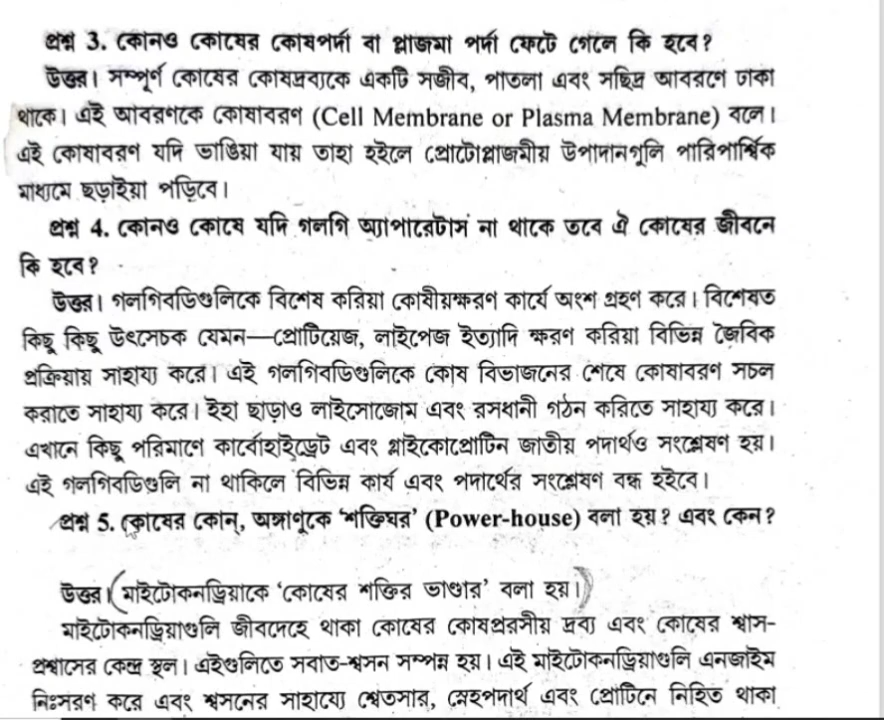 প্রশ্ন 3. কোনও কোষের কোষপর্দা বা প্লাজমা পর্দা ফেটে গেলে কি হবে?
উত্তর। সম্পূর্ণ কোষের কোষদ্রব্যকে একটি সজীব, পাতলা এবং সছিদ্র আবরণে ঢাকা
থাকে। এই আবরণকে কোষাবরণ (Cell Membrane or Plasma Membrane) বলে।
এই কোষাবরণ যদি ভাঙিয়া যায় তাহা হইলে প্রোটোপ্লাজমীয় উপাদানগুলি পারিপার্শ্বিক
মাধ্যমে ছড়াইয়া পড়িবে।
প্রশ্ন 4. কোনও কোষে যদি গলগি অ্যাপারেটাস না থাকে তবে ঐ কোষের জীবনে
কি হবে?
উত্তর। গলগিবডিগুলিকে বিশেষ করিয়া কোষীয়ক্ষরণ কার্যে অংশ গ্রহণ করে। বিশেষত
কিছু কিছু উৎসেচক যেমন—প্রোটিয়েজ, লাইপেজ ইত্যাদি ক্ষরণ করিয়া বিভিন্ন জৈবিক
প্রক্রিয়ায় সাহায্য করে। এই গলগিবডিগুলিকে কোষ বিভাজনের শেষে কোষাবরণ সচল
করাতে সাহায্য করে। ইহা ছাড়াও লাইসোজোম এবং রসধানী গঠন করিতে সাহায্য করে।
এখানে কিছু পরিমাণে কার্বোহাইড্রেট এবং গ্লাইকোপ্রোটিন জাতীয় পদার্থও সংশ্লেষণ হয়।
এই গলগিবডিগুলি না থাকিলে বিভিন্ন কার্য এবং পদার্থের সংশ্লেষণ বন্ধ হইবে।
প্রশ্ন 5. কোষের কোন্ অঙ্গাণুকে ‘শক্তিঘর’ (Power-house) বলা হয়? এবং কেন?
উত্তর। (মাইটোকনড্রিয়াকে ‘কোষের শক্তির ভাণ্ডার’ বলা হয়।)
মাইটোকনড্রিয়াগুলি জীবদেহে থাকা কোষের কোষপ্ররসীয় দ্রব্য এবং কোষের শ্বাস-
প্রশ্বাসের কেন্দ্র স্থল। এইগুলিতে সবাত-শ্বসন সম্পন্ন হয়। এই মাইটোকনড্রিয়াগুলি এনজাইম
নিঃসরণ করে এবং শ্বসনের সাহায্যে শ্বেতসার, স্নেহপদার্থ এবং প্রোটিনে নিহিত থাকা